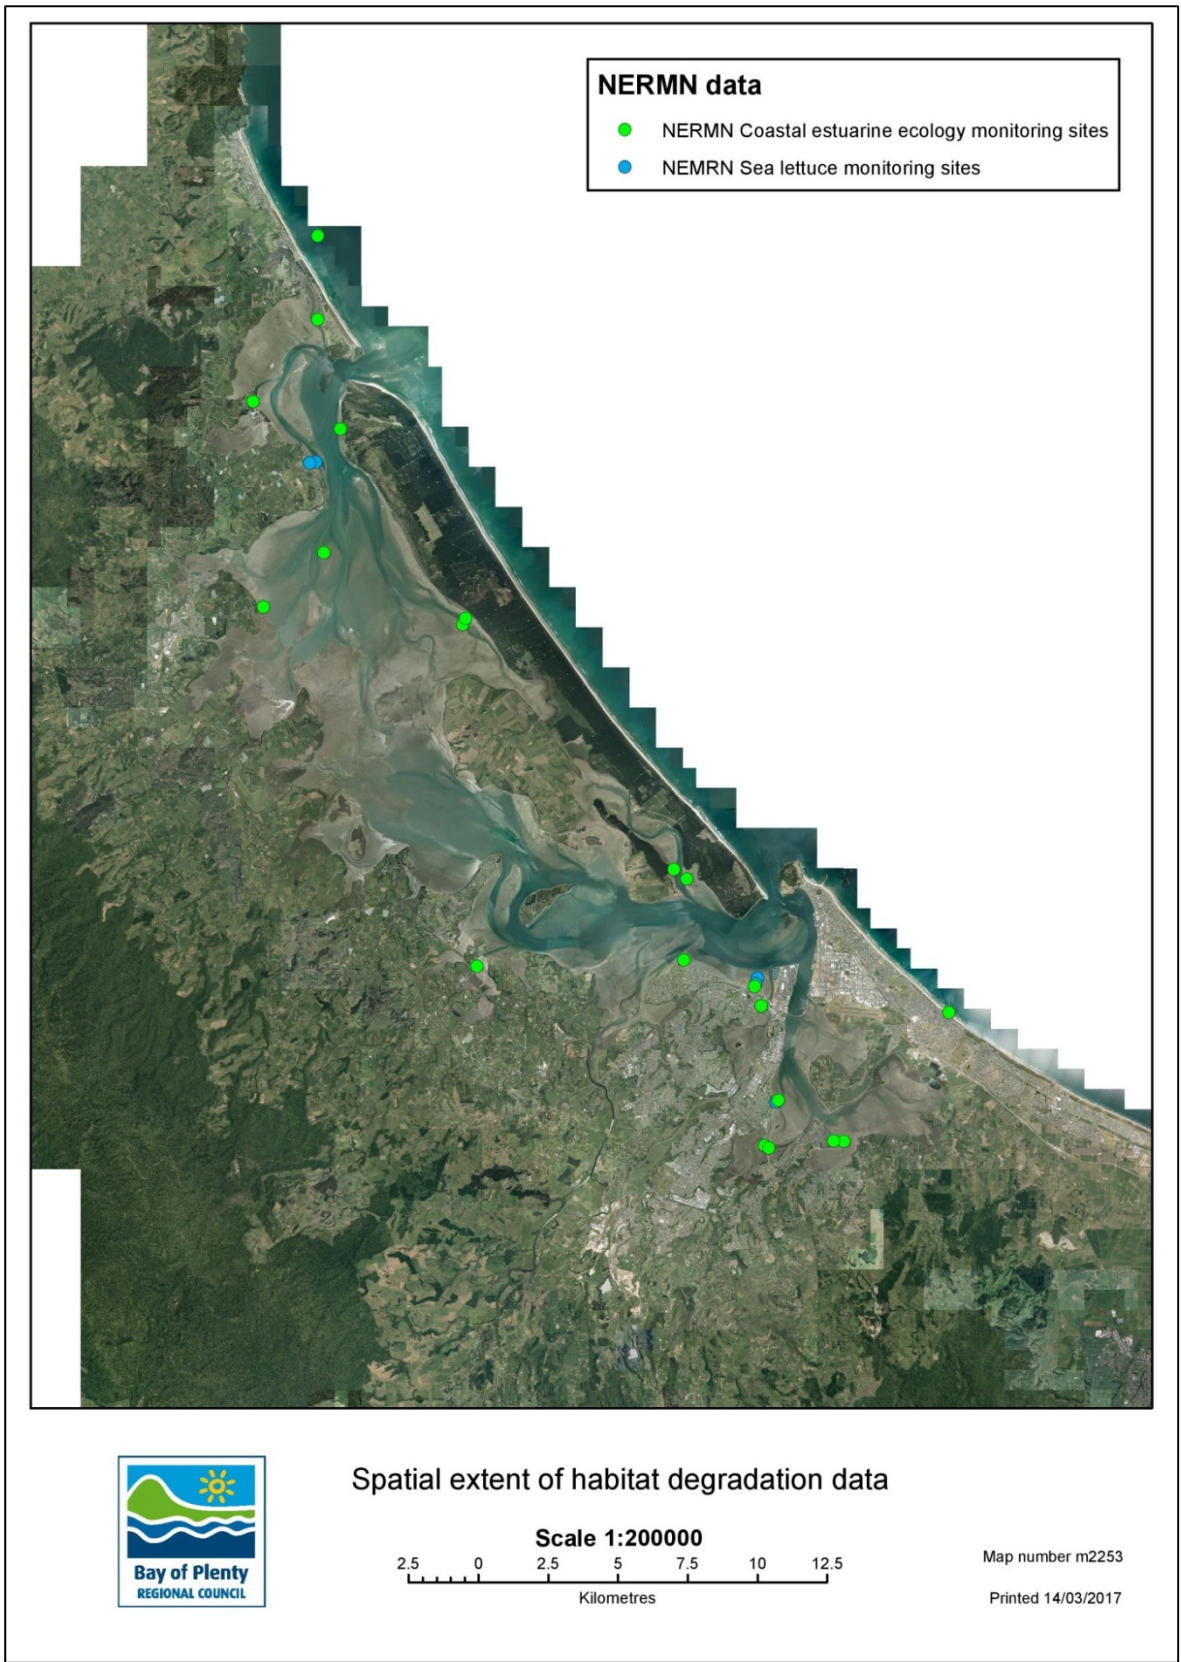 NERMN data
NERMN Coastal estuarine ecology monitoring sites
NEMRN Sea lettuce monitoring sites
Spatial extent of habitat degradation data
Scale 1:200000
2.5 0 2.5 5 7.5 10 12.5
Kilometres
Bay of Plenty
REGIONAL COUNCIL
Map number m2253
Printed 14/03/2017